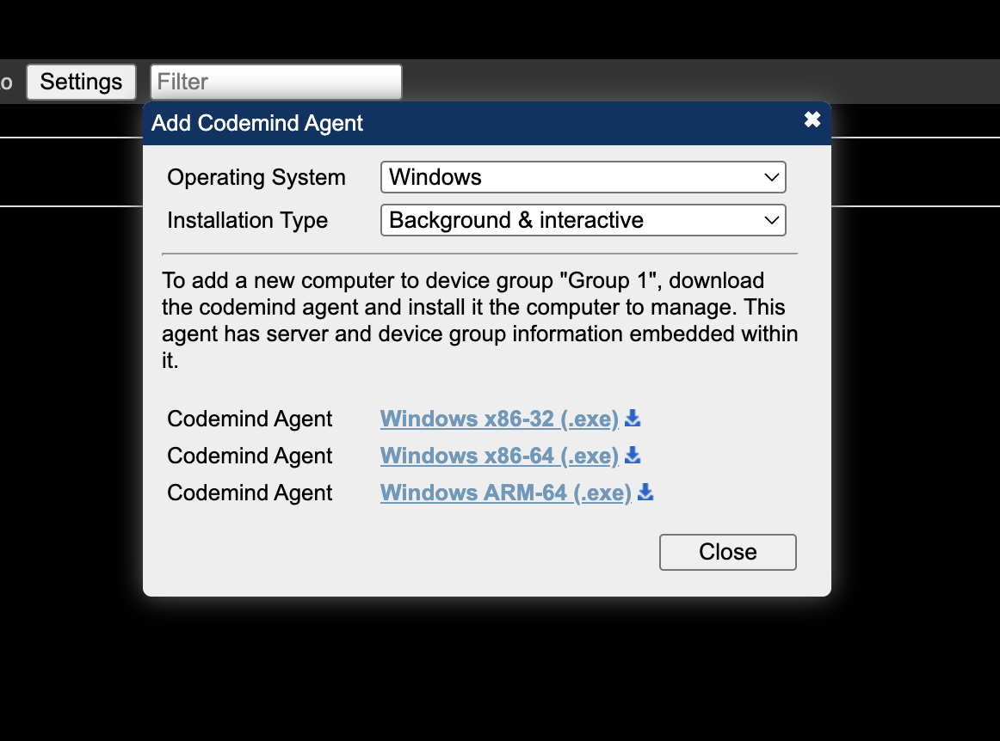 o Settings Filter
Add Codemind Agent ✖
Operating System Windows
Installation Type Background & interactive
To add a new computer to device group "Group 1", download
the codemind agent and install it the computer to manage. This
agent has server and device group information embedded within
it.
Codemind Agent Windows x86-32 (.exe)
Codemind Agent Windows x86-64 (.exe)
Codemind Agent Windows ARM-64 (.exe)
Close